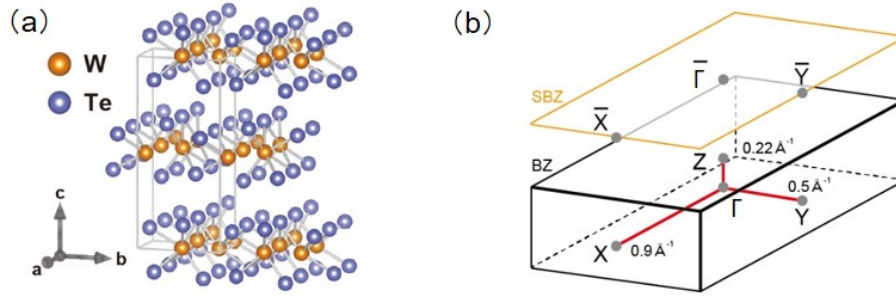 (a)
W
Te
c
a
b
(b)
SBZ
Γ̅
Y̅
X̅
BZ
Z
0.22 Å⁻¹
0.5 Å⁻¹
Γ
Y
X
0.9 Å⁻¹